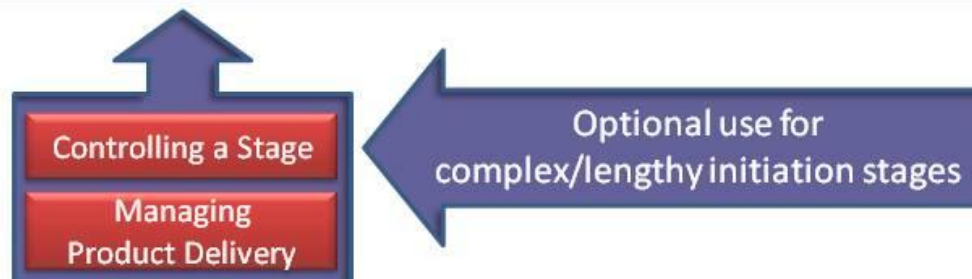 Controlling a Stage
Managing
Product Delivery
Optional use for
complex/lengthy initiation stages